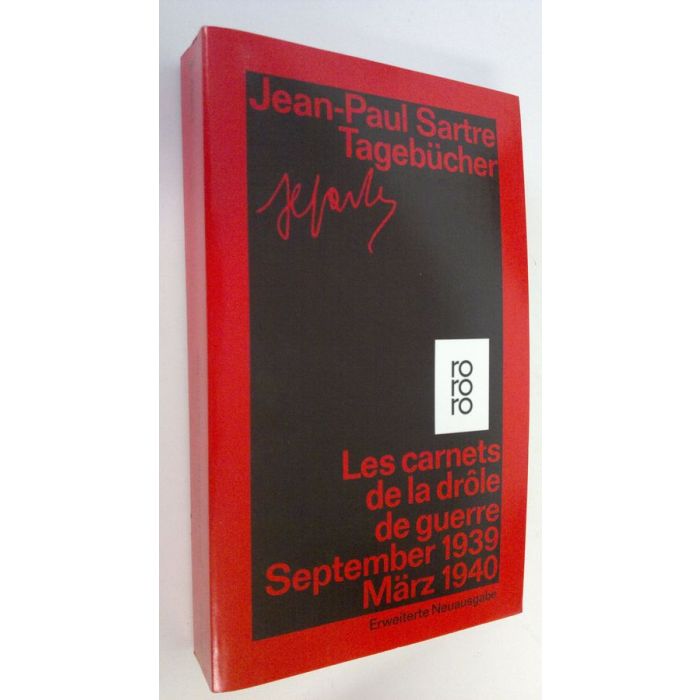 Jean-Paul Sartre
Tagebücher
ro
ro
ro
Les carnets
de la drôle
de guerre
September 1939
März 1940
Erweiterte Neuausgabe